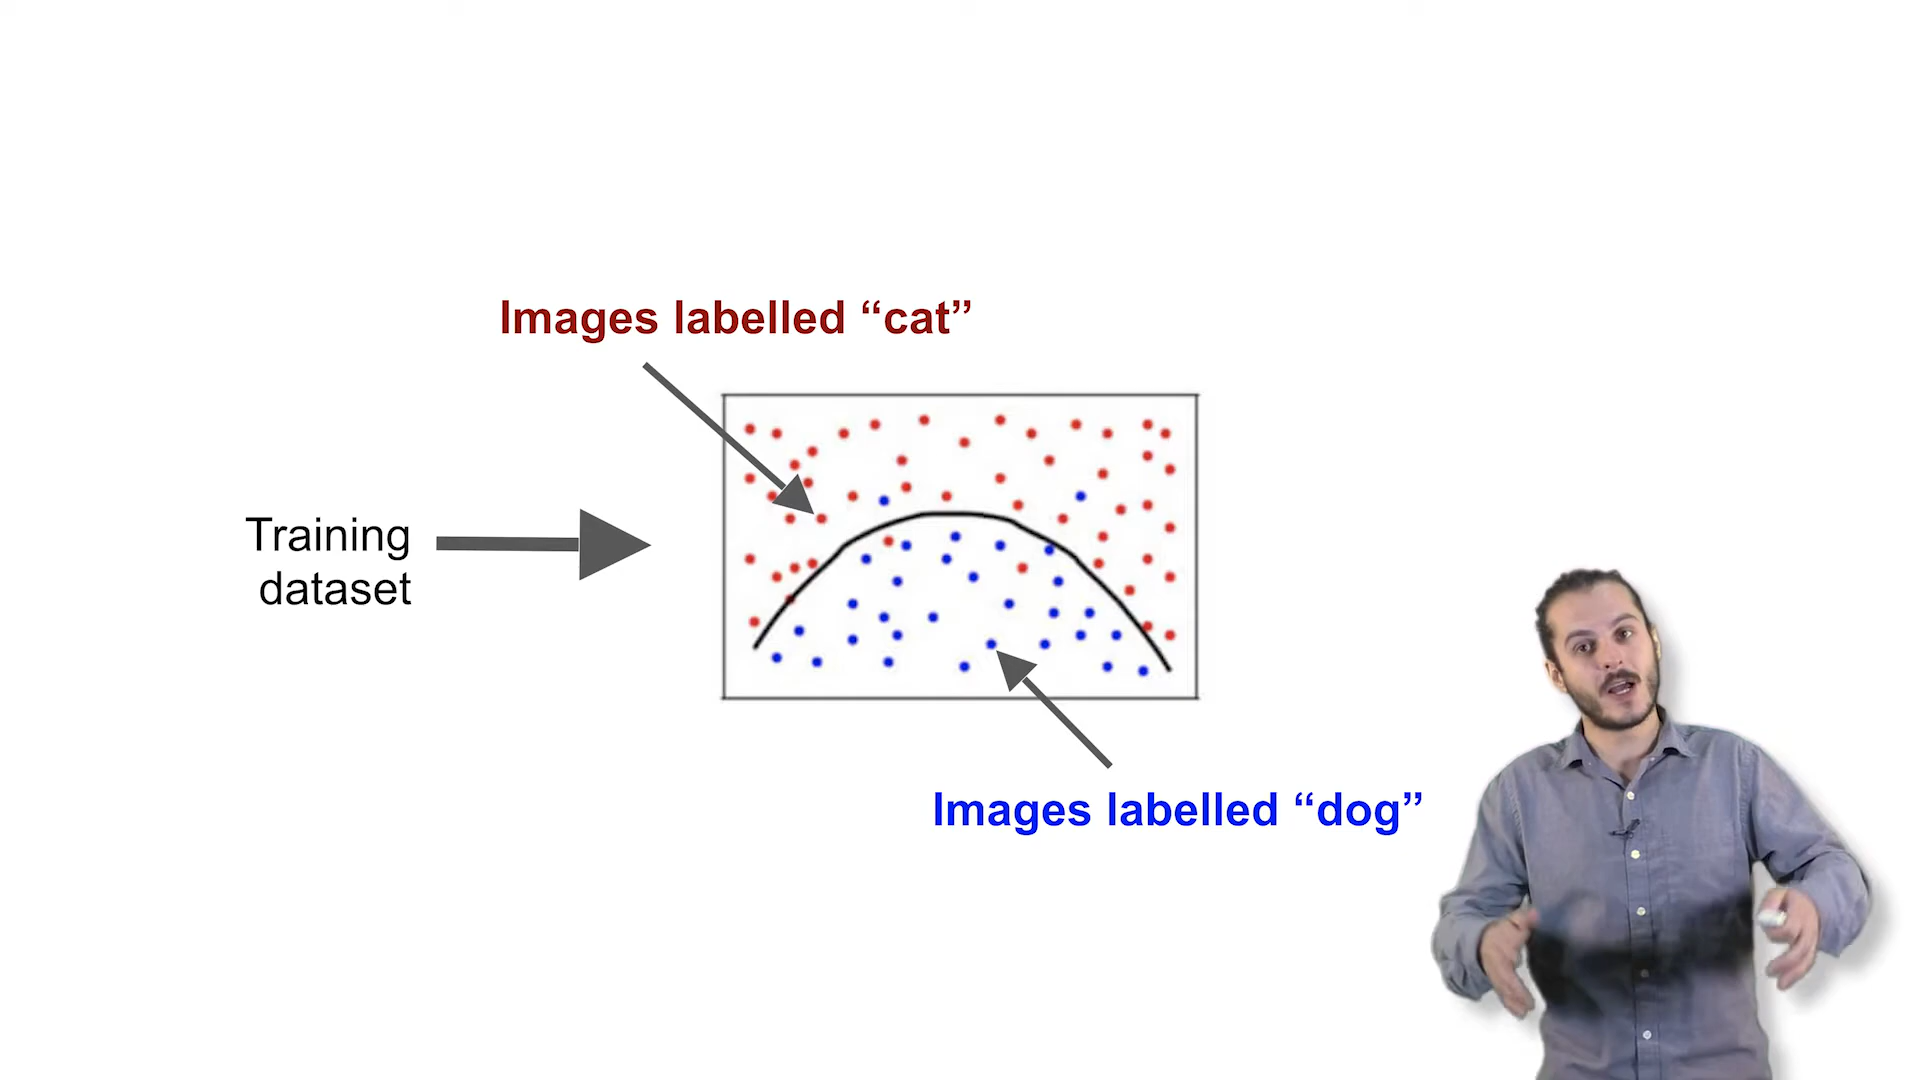 Images labelled “cat”
Training
dataset
Images labelled “dog”